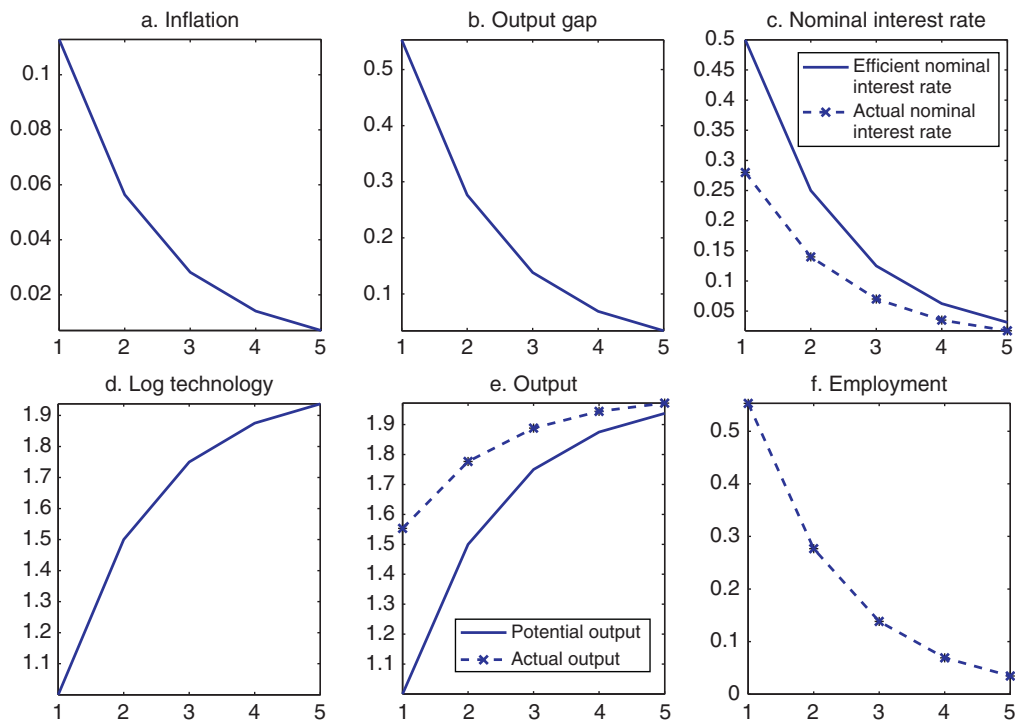 a. Inflation
0.1
0.08
0.06
0.04
0.02
1 2 3 4 5
b. Output gap
0.5
0.4
0.3
0.2
0.1
1 2 3 4 5
c. Nominal interest rate
0.5
0.45
0.4
0.35
0.3
0.25
0.2
0.15
0.1
0.05
1 2 3 4 5
Efficient nominal
interest rate
Actual nominal
interest rate
d. Log technology
1.9
1.8
1.7
1.6
1.5
1.4
1.3
1.2
1.1
1 2 3 4 5
e. Output
1.9
1.8
1.7
1.6
1.5
1.4
1.3
1.2
1.1
1 2 3 4 5
Potential output
Actual output
f. Employment
0.5
0.4
0.3
0.2
0.1
0
1 2 3 4 5